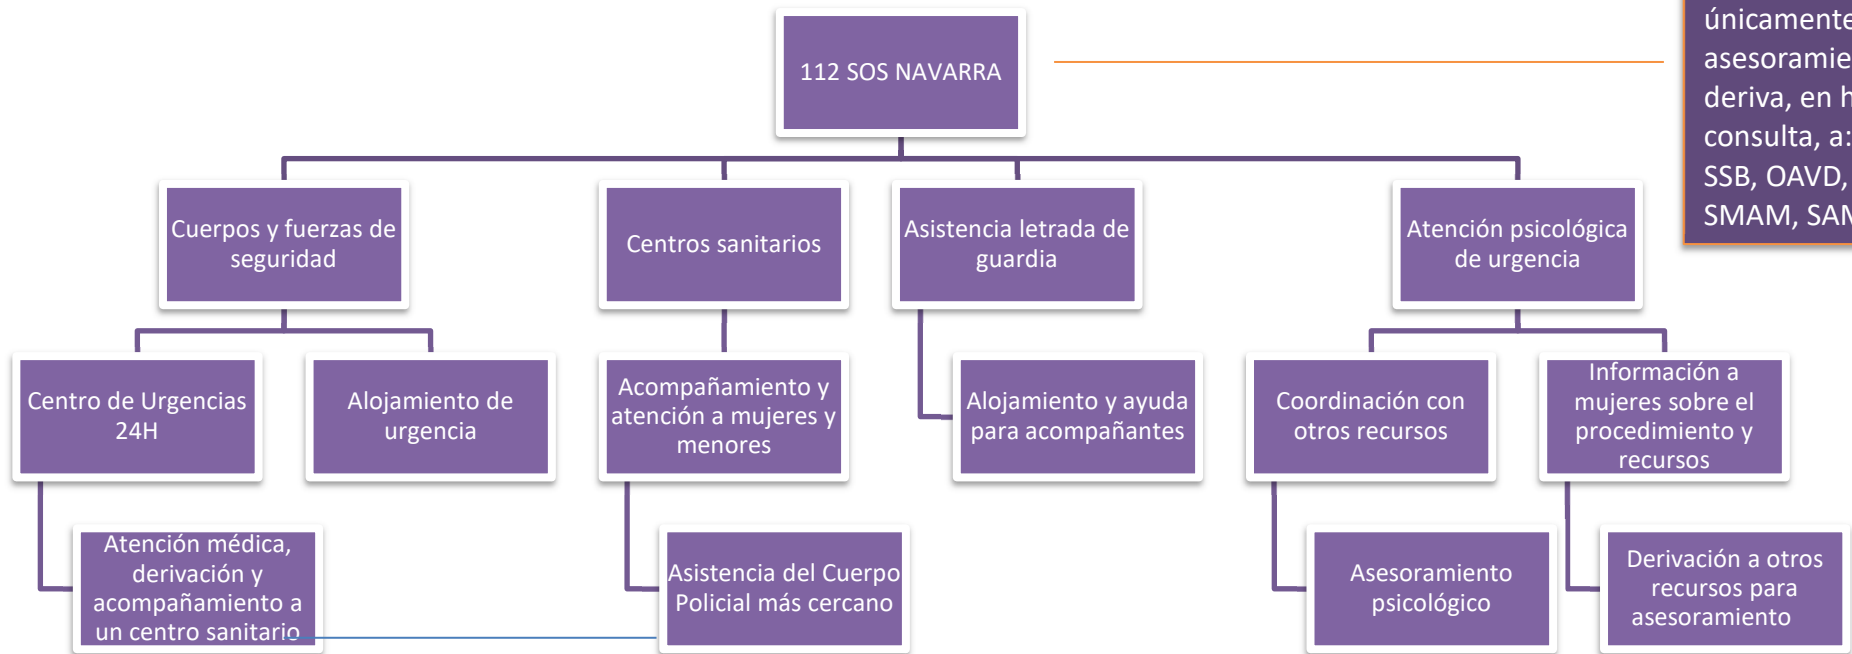 112 SOS NAVARRA
únicamente
deriva, en
consulta, a:
SSB, OAVD,
Cuerpos y fuerzas de
seguridad
Centros sanitarios
Asistencia letrada de
guardia
Atención psicológica
de urgencia
SMAM,
Centro de Urgencias
24H
Alojamiento de
urgencia
Acompañamiento y
atención a mujeres y
menores
Alojamiento y ayuda
para acompañantes
Coordinación con
otros recursos
Información a
mujeres sobre el
procedimiento y
recursos
Atención médica,
derivación y
acompañamiento a
un centro sanitario
Asistencia del Cuerpo
Policial más cercano
Asesoramiento
psicológico
Derivación a otros
recursos para
asesoramiento